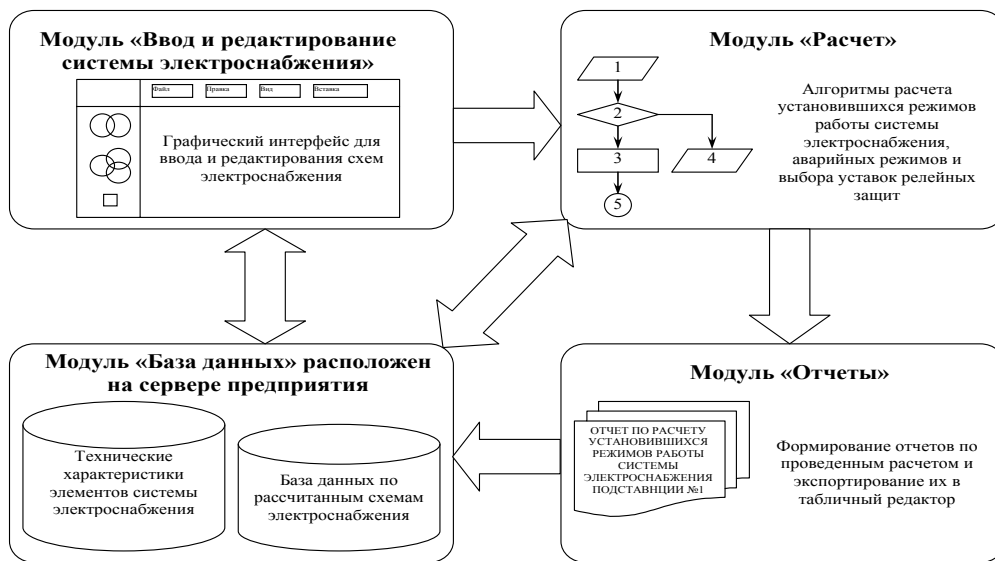 Модуль «Ввод и редактирование
системы электроснабжения»
Файл
Правка
Вид
Вставка
Графический интерфейс для
ввода и редактирования схем
электроснабжения
Модуль «Расчет»
1
2
3
4
5
Алгоритмы расчета
установившихся режимов
работы системы
электроснабжения,
аварийных режимов и
выбора уставок релейных
защит
Модуль «База данных» расположен
на сервере предприятия
Технические
характеристики
элементов системы
электроснабжения
База данных по
рассчитанным схемам
электроснабжения
Модуль «Отчеты»
ОТЧЕТ ПО РАСЧЕТУ
УСТАНОВИВШИХСЯ
РЕЖИМОВ РАБОТЫ
СИСТЕМЫ
ЭЛЕКТРОСНАБЖЕНИЯ
ПОДСТАВНЦИИ №1
Формирование отчетов по
проведенным расчетом и
экспортирование их в
табличный редактор